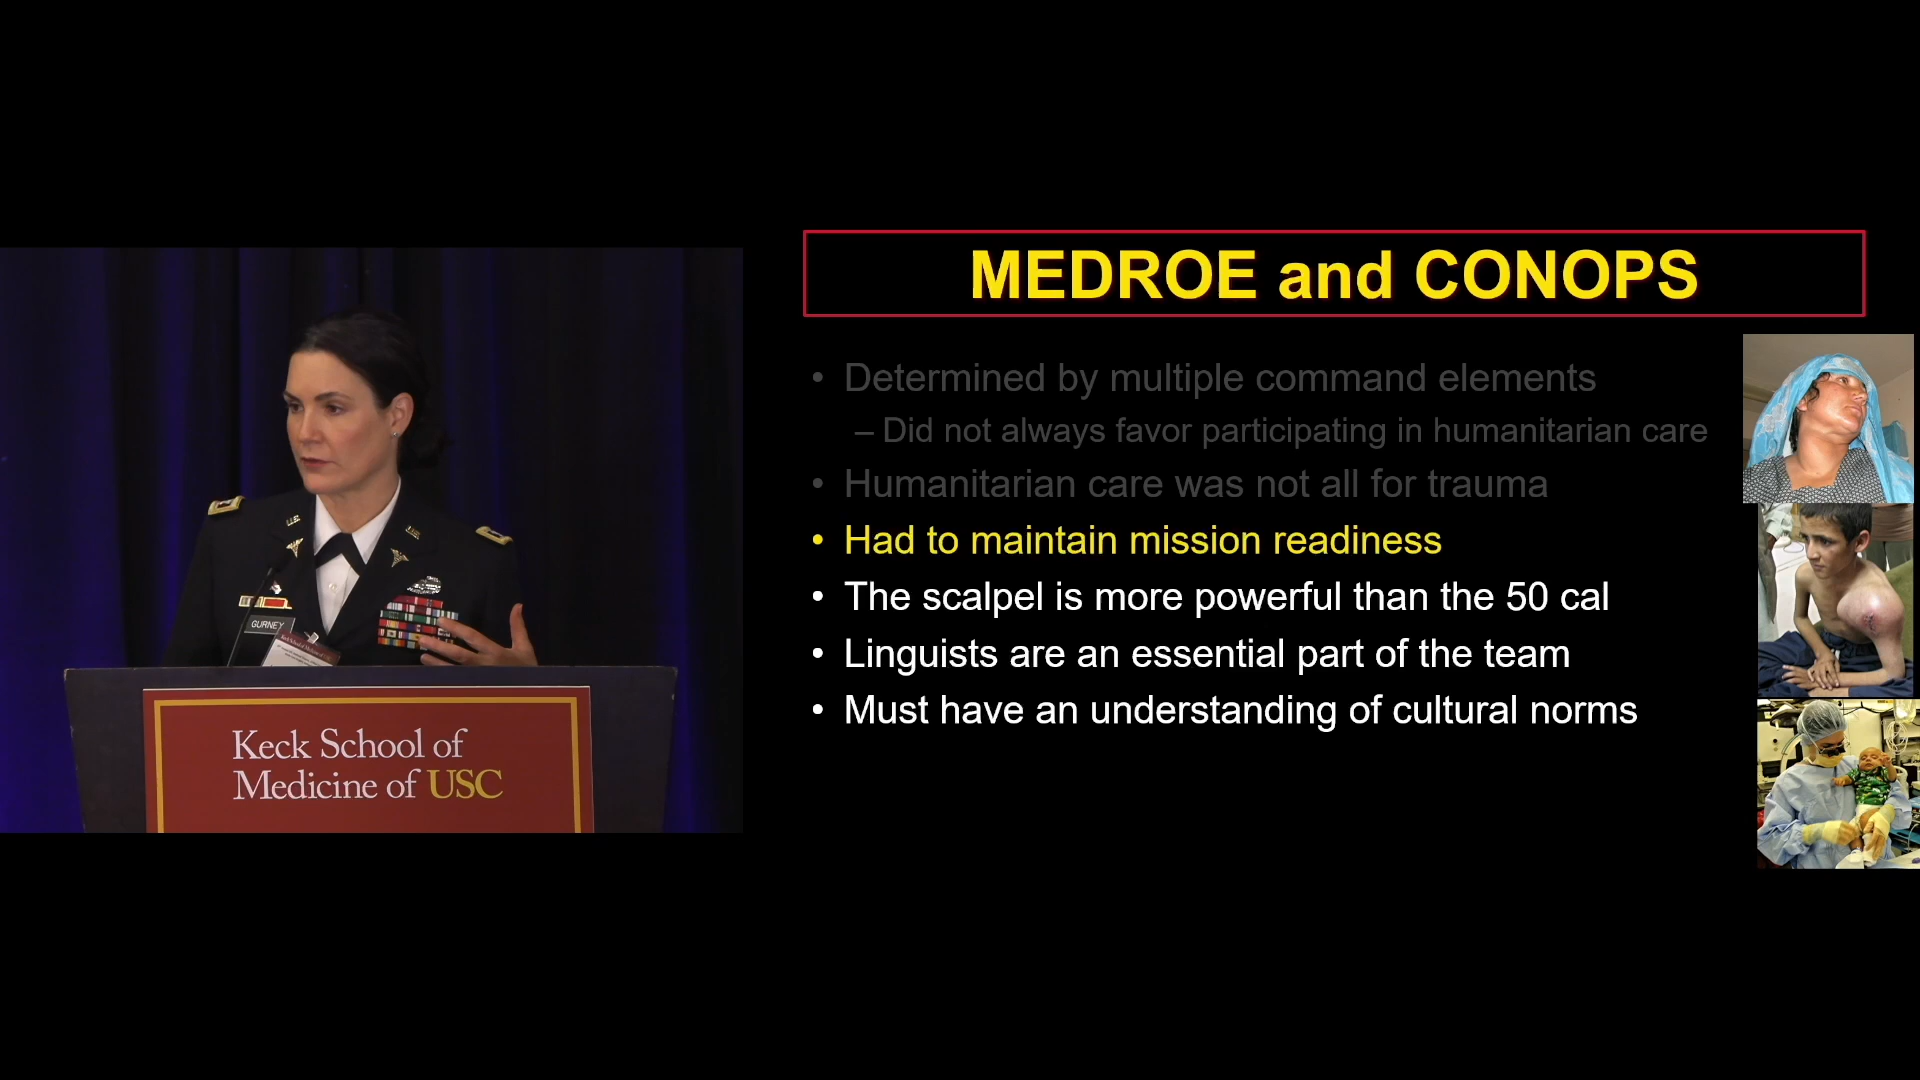 MEDROE and CONOPS
• Determined by multiple command elements
– Did not always favor participating in humanitarian care
• Humanitarian care was not all for trauma
• Had to maintain mission readiness
• The scalpel is more powerful than the 50 cal
• Linguists are an essential part of the team
• Must have an understanding of cultural norms
U.S.
GURNEY
Keck School of
Medicine of USC